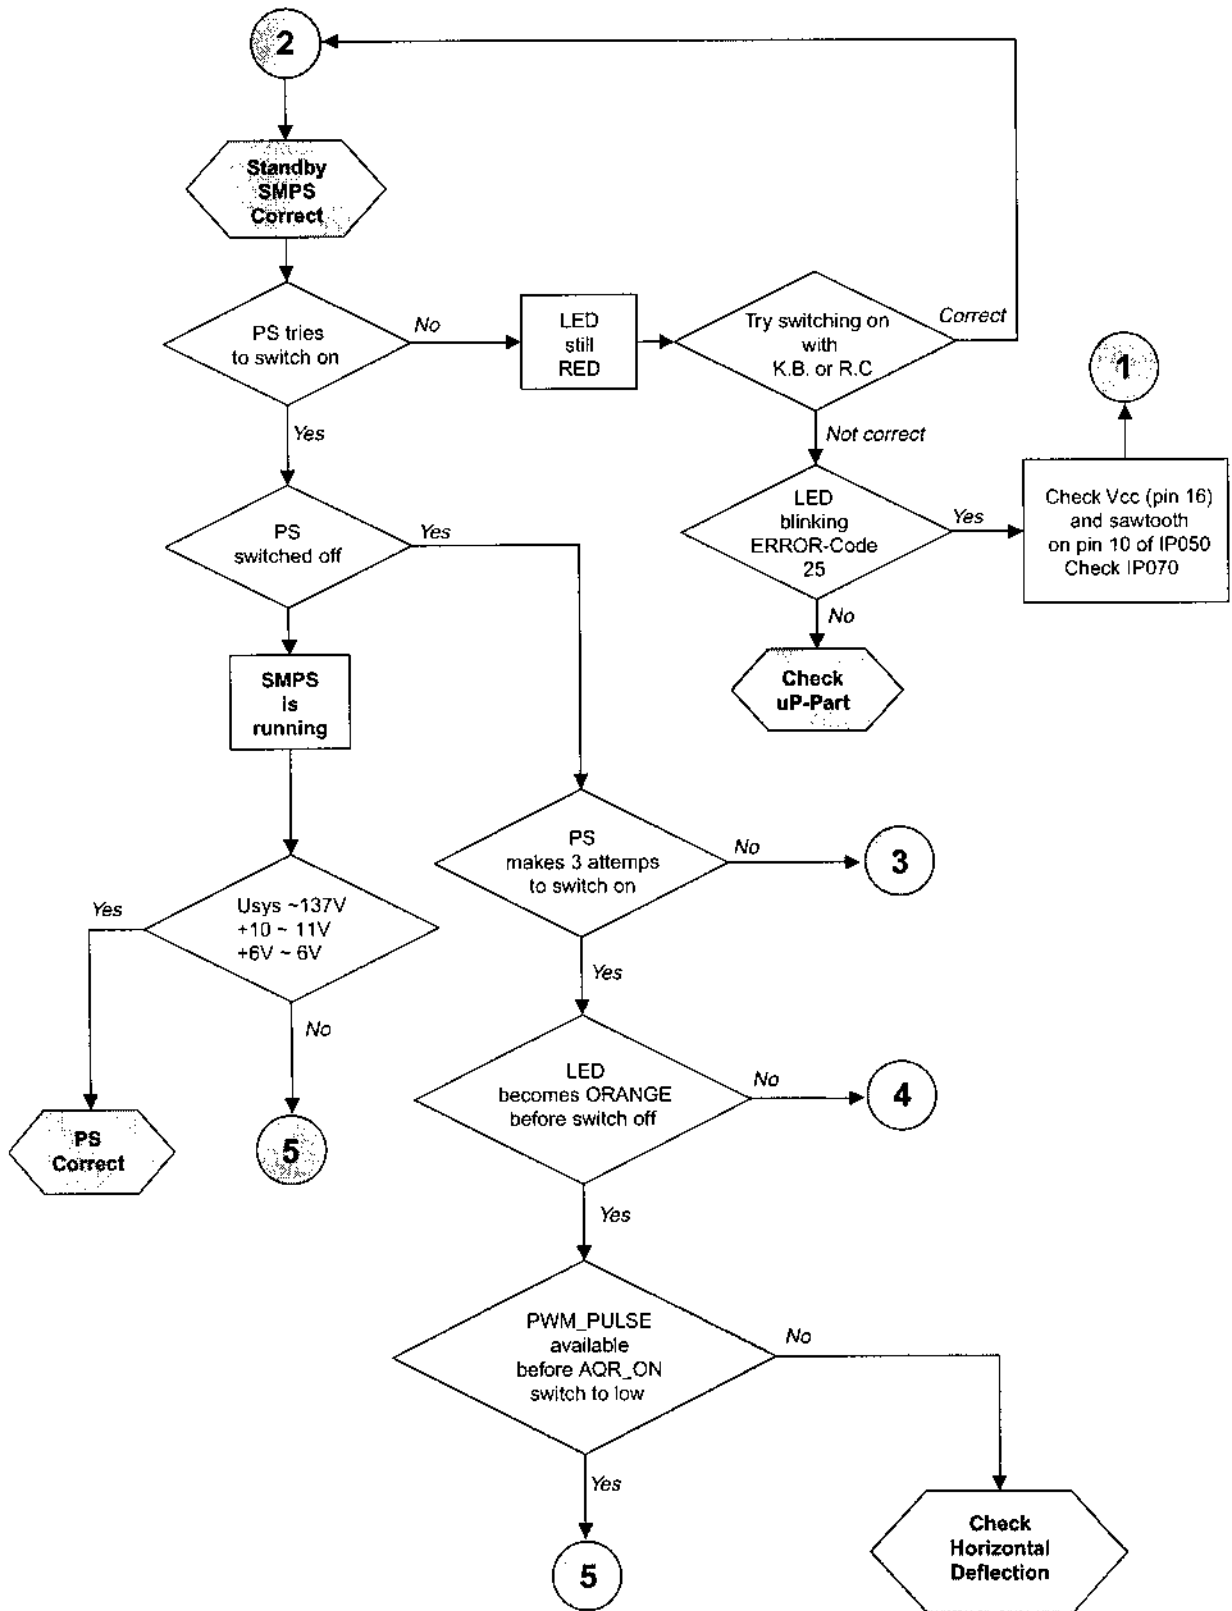 2
Standby
SMPS
Correct
PS tries
to switch on
No
LED
still
RED
Try switching on
with
K.B. or R.C
Correct
1
Yes
Not correct
PS
switched off
Yes
LED
blinking
ERROR-Code
25
Yes
Check Vcc (pin 16)
and sawtooth
on pin 10 of IP050
Check IP070
No
SMPS
is
running
Check
uP-Part
PS
makes 3 attemps
to switch on
No
3
Yes
Usys ~137V
+10 ~ 11V
+6V ~ 6V
Yes
No
LED
becomes ORANGE
before switch off
No
4
PS
Correct
5
Yes
PWM_PULSE
available
before AQR_ON
switch to low
No
Yes
5
Check
Horizontal
Deflection